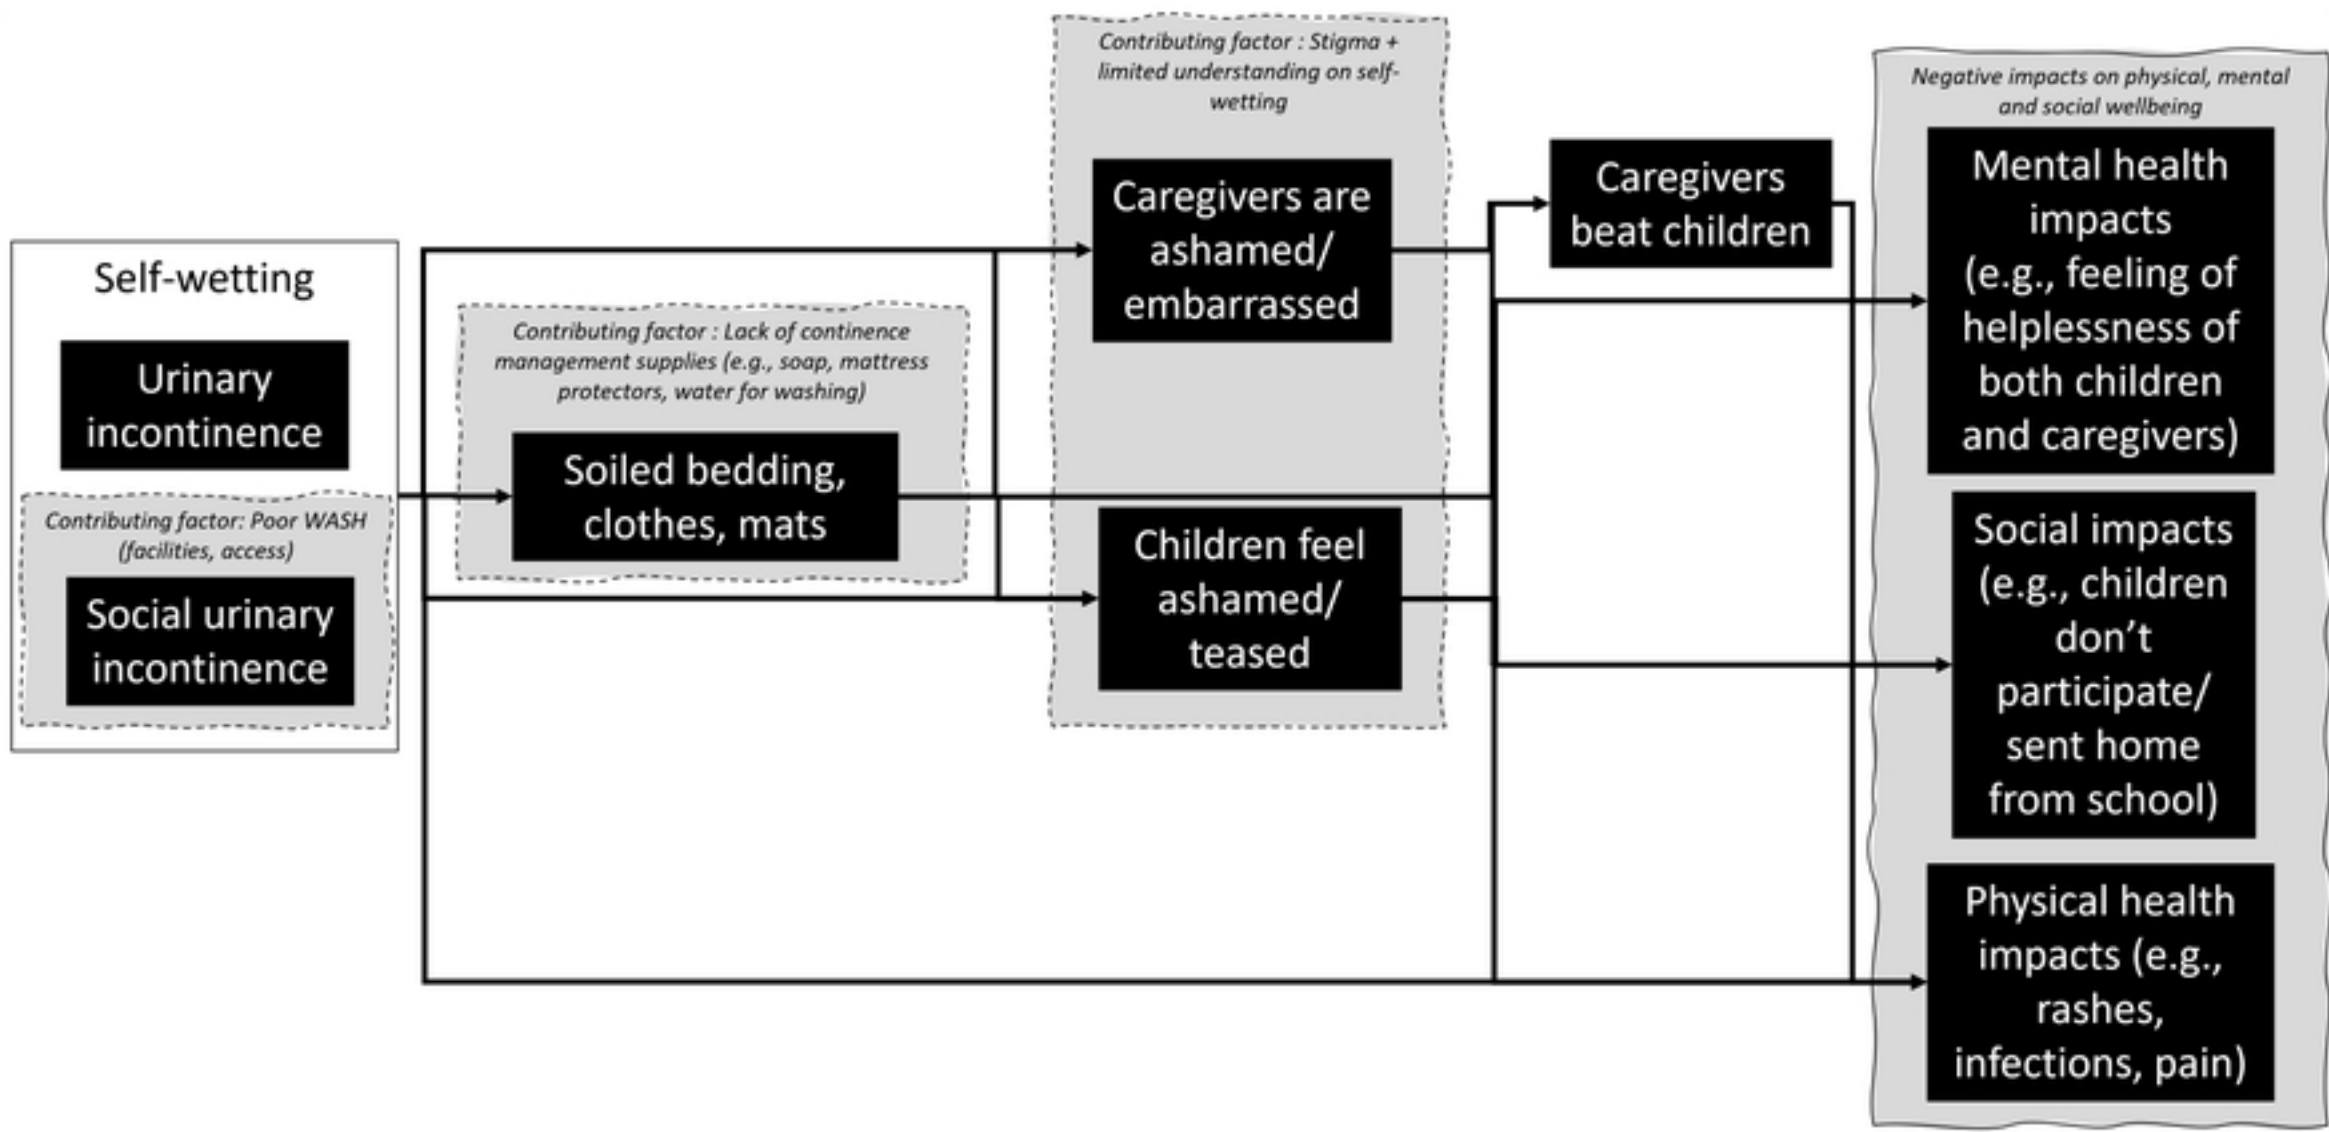 Self-wetting
Urinary
incontinence
Contributing factor: Poor WASH
(facilities, access)
Social urinary
incontinence
Contributing factor : Lack of continence
management supplies (e.g., soap, mattress
protectors, water for washing)
Soiled bedding,
clothes, mats
Contributing factor : Stigma +
limited understanding on self-
wetting
Caregivers are
ashamed/
embarrassed
Children feel
ashamed/
teased
Caregivers
beat children
Negative impacts on physical, mental
and social wellbeing
Mental health
impacts
(e.g., feeling of
helplessness of
both children
and caregivers)
Social impacts
(e.g., children
don’t
participate/
sent home
from school)
Physical health
impacts (e.g.,
rashes,
infections, pain)